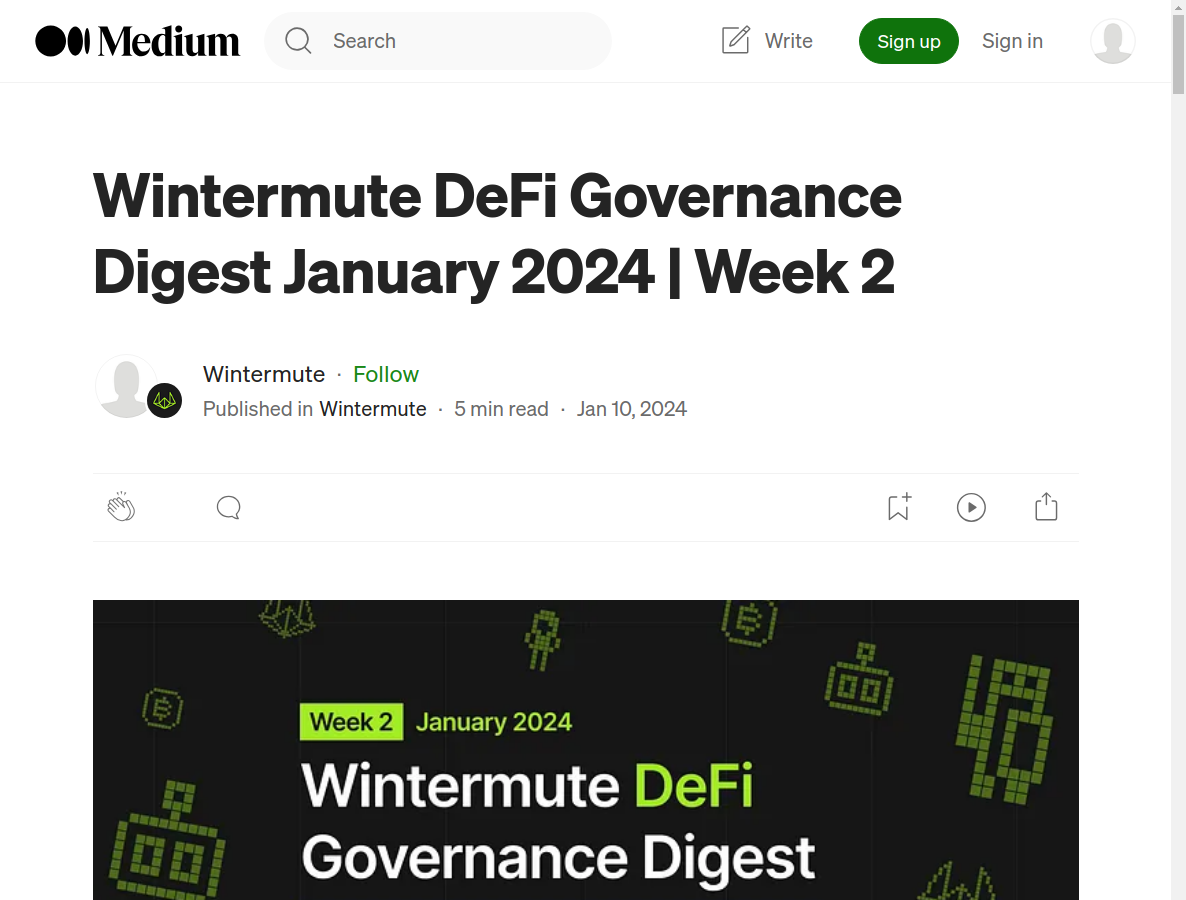 Medium
Search
Write
Sign up
Sign in
Wintermute DeFi Governance
Digest January 2024 | Week 2
Wintermute · Follow
Published in Wintermute · 5 min read · Jan 10, 2024
Week 2 January 2024
Wintermute DeFi
Governance Digest